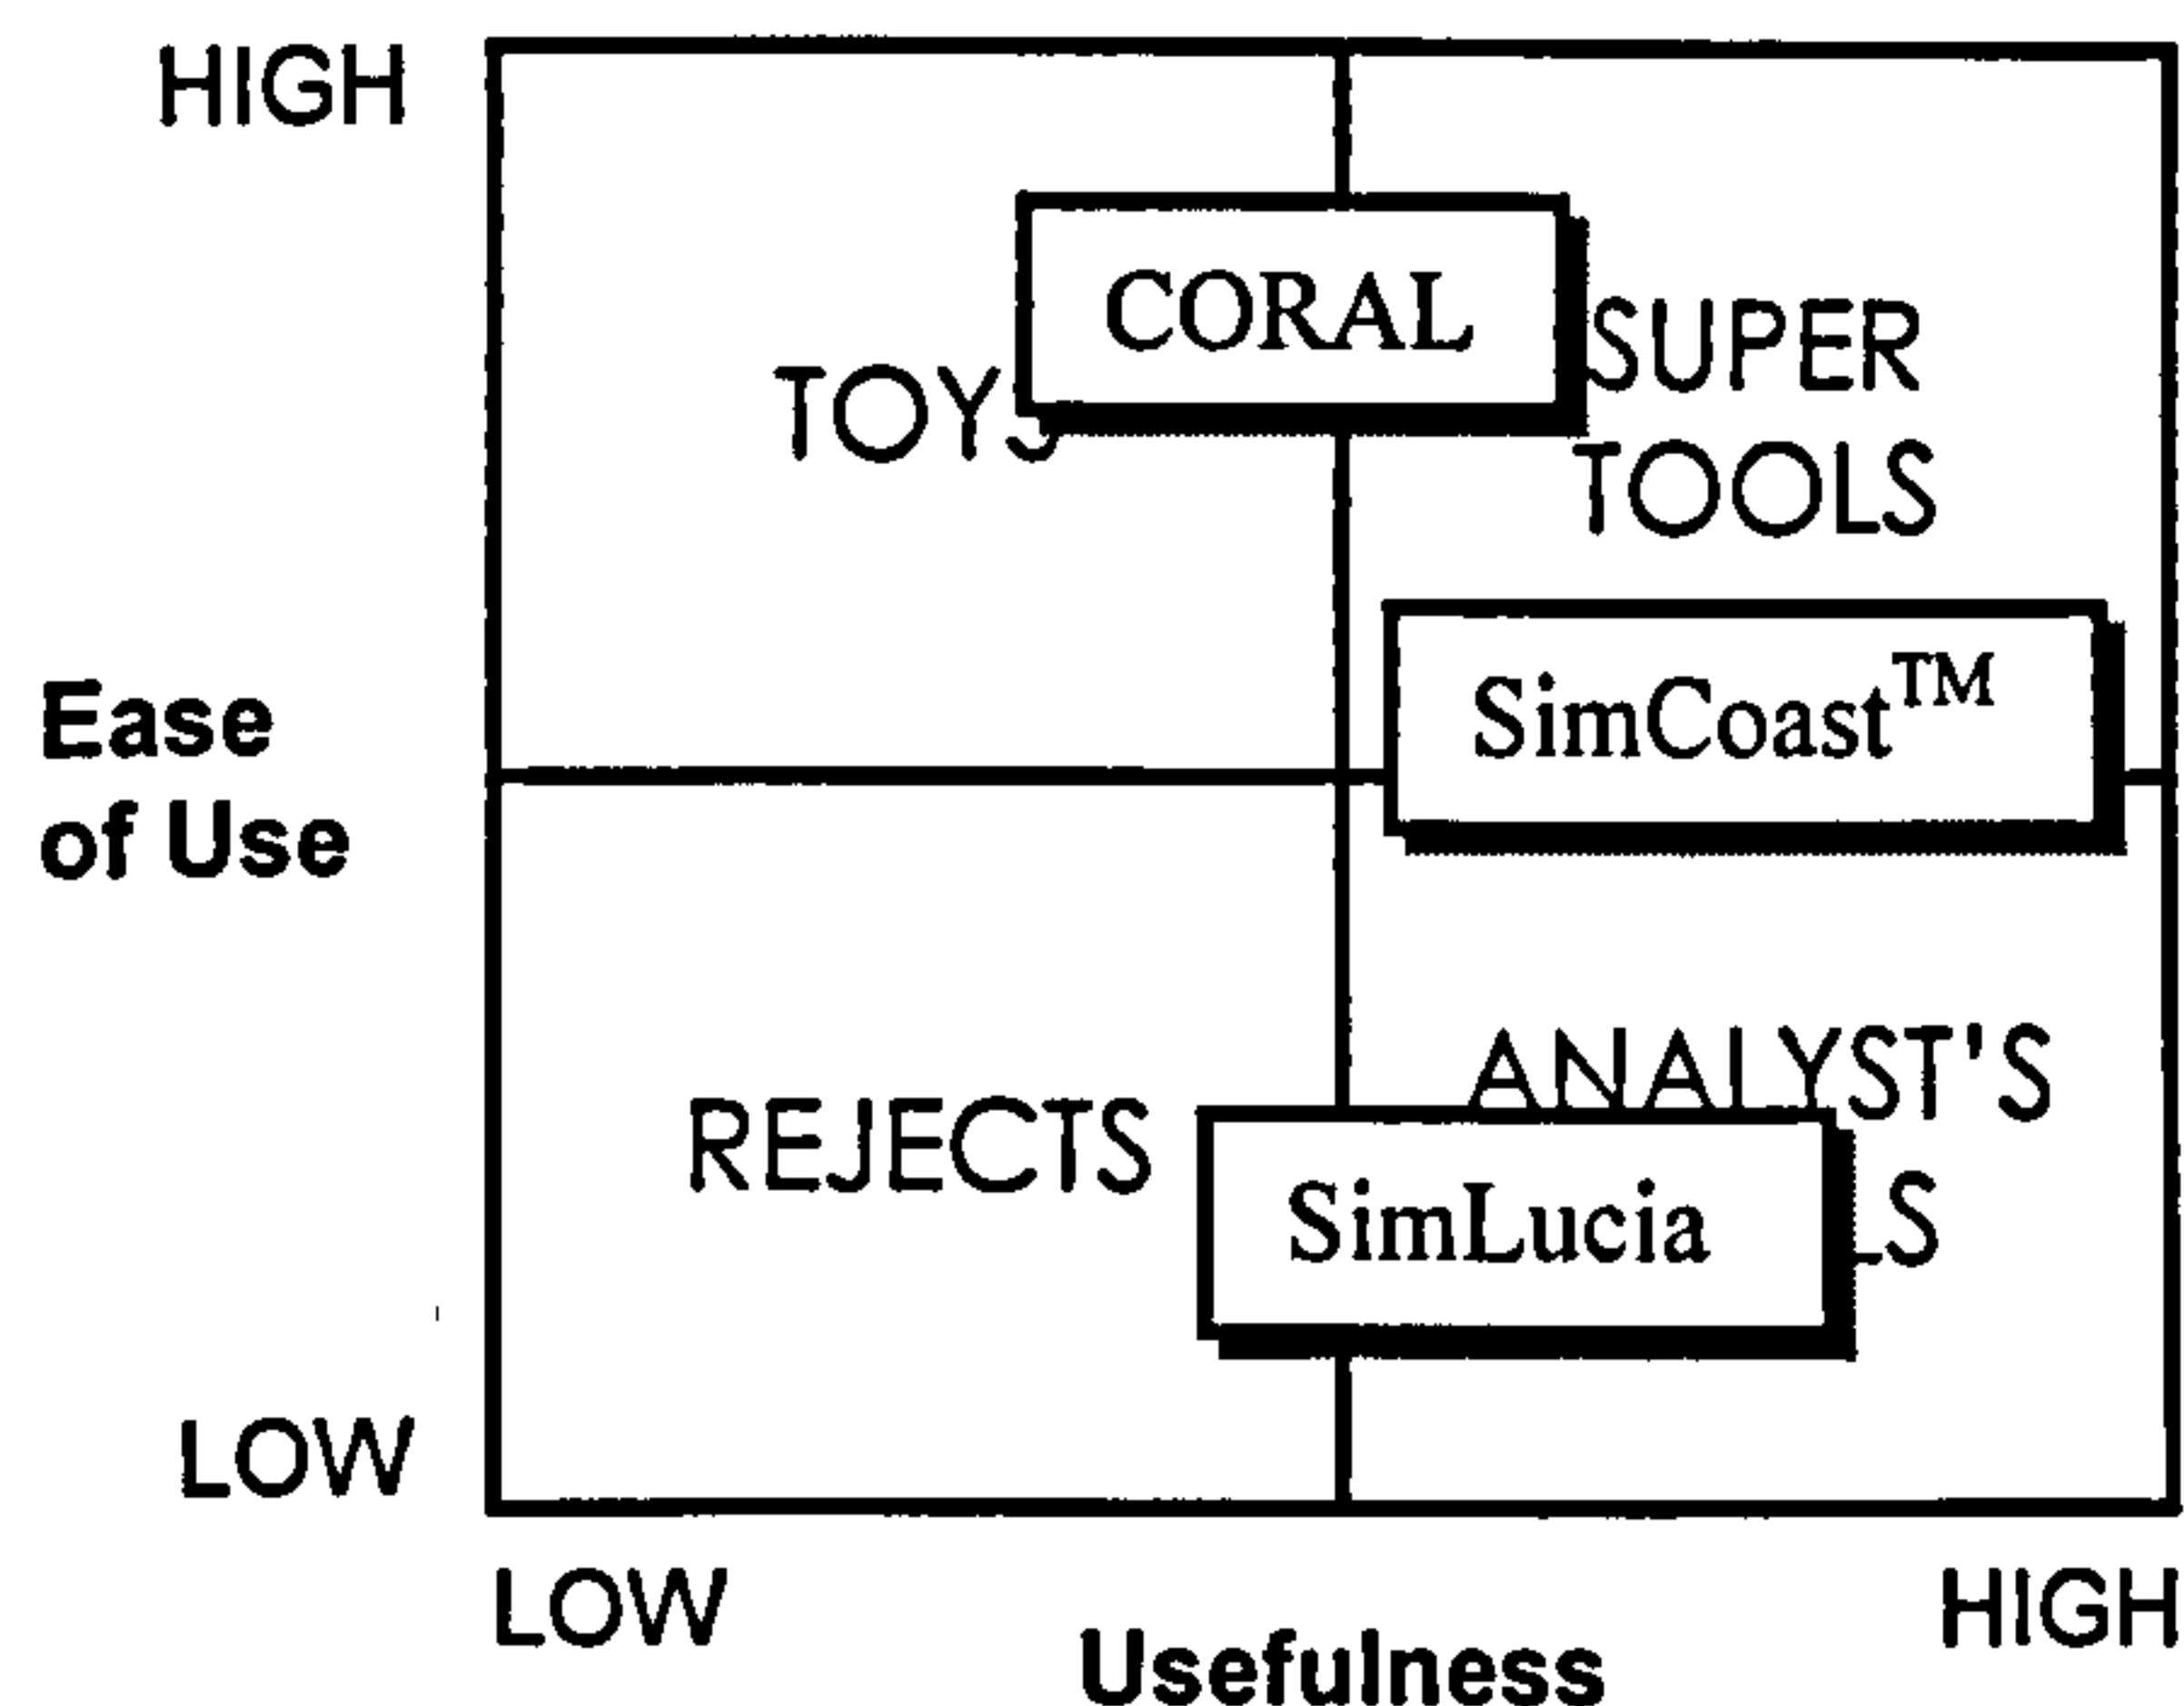 HIGH
CORAL
TOYS
SUPER
TOOLS
SimCoast™
Ease
of Use
ANALYST'S
REJECTS
SimLucia
LS
LOW
LOW
HIGH
Usefulness